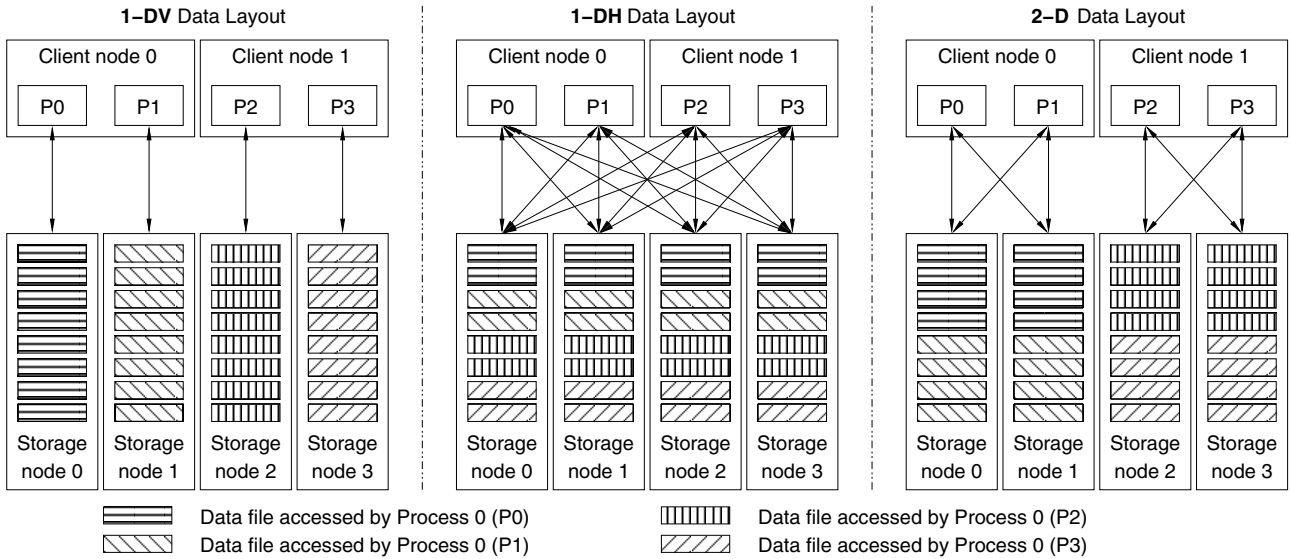 1–DV Data Layout
1–DH Data Layout
2–D Data Layout
Client node 0
Client node 1
Client node 0
Client node 1
Client node 0
Client node 1
P0
P1
P2
P3
P0
P1
P2
P3
P0
P1
P2
P3
Storage
node 0
Storage
node 1
Storage
node 2
Storage
node 3
Storage
node 0
Storage
node 1
Storage
node 2
Storage
node 3
Storage
node 0
Storage
node 1
Storage
node 2
Storage
node 3
Data file accessed by Process 0 (P0)
Data file accessed by Process 0 (P2)
Data file accessed by Process 0 (P1)
Data file accessed by Process 0 (P3)